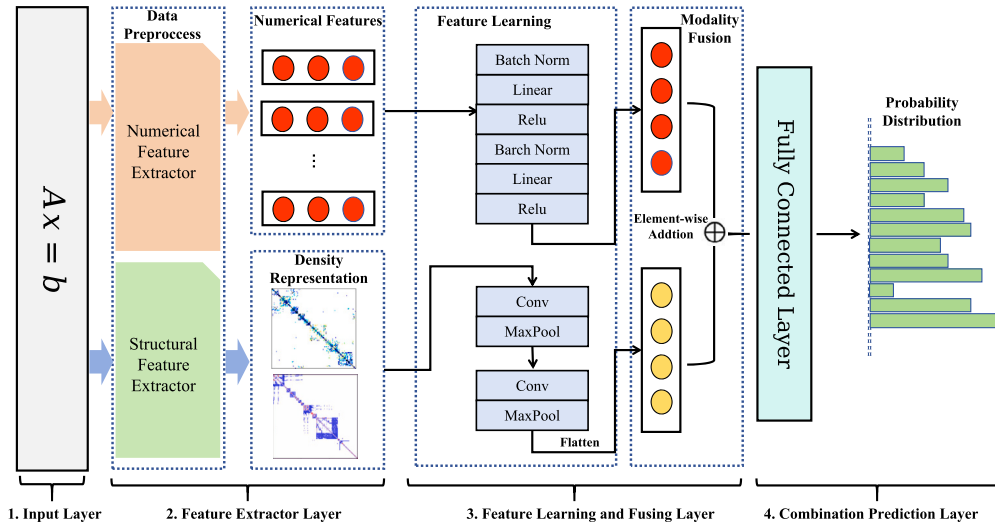 Data
Preproccess
Numerical Features
Feature Learning
Modality
Fusion
Ax = b
Numerical
Feature
Extractor
...
Batch Norm
Linear
Relu
Barch Norm
Linear
Relu
Element-wise
Addtion
Fully Connected Layer
Probability
Distribution
Structural
Feature
Extractor
Density
Representation
Conv
MaxPool
Conv
MaxPool
Flatten
1. Input Layer
2. Feature Extractor Layer
3. Feature Learning and Fusing Layer
4. Combination Prediction Layer